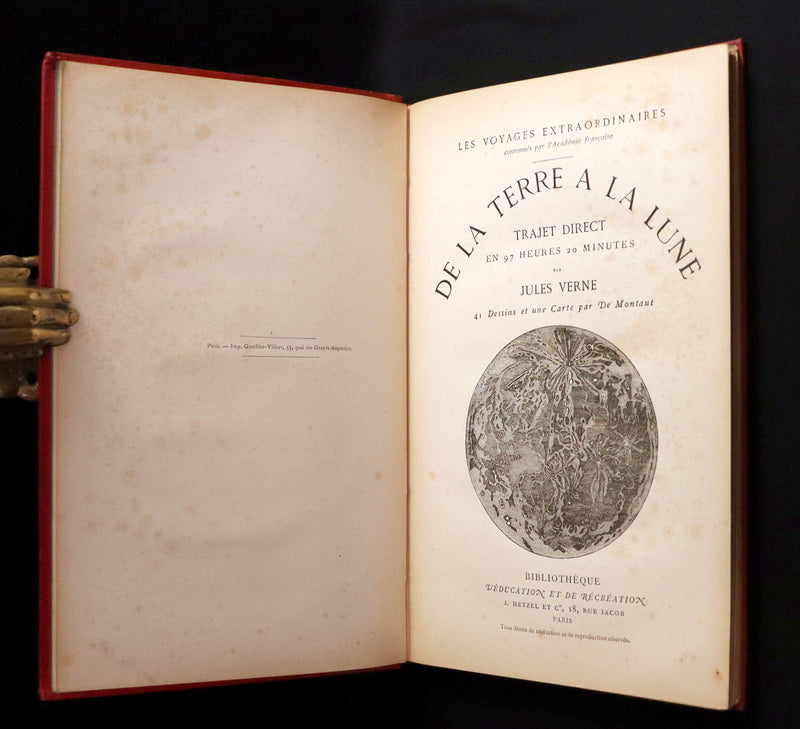 Paris. — Imp. Gauthier-Villars, 55, quai des Grands-Augustins.
LES VOYAGES EXTRAORDINAIRES
couronnés par l'Académie française.
DE LA TERRE A LA LUNE
TRAJET DIRECT
EN 97 HEURES 20 MINUTES
PAR
JULES VERNE
41 Dessins et une Carte par De Montaut
BIBLIOTHÈQUE
D'ÉDUCATION ET DE RÉCRÉATION
J. HETZEL ET Cie, 18, RUE JACOB
PARIS
Tous droits de traduction et de reproduction réservés.